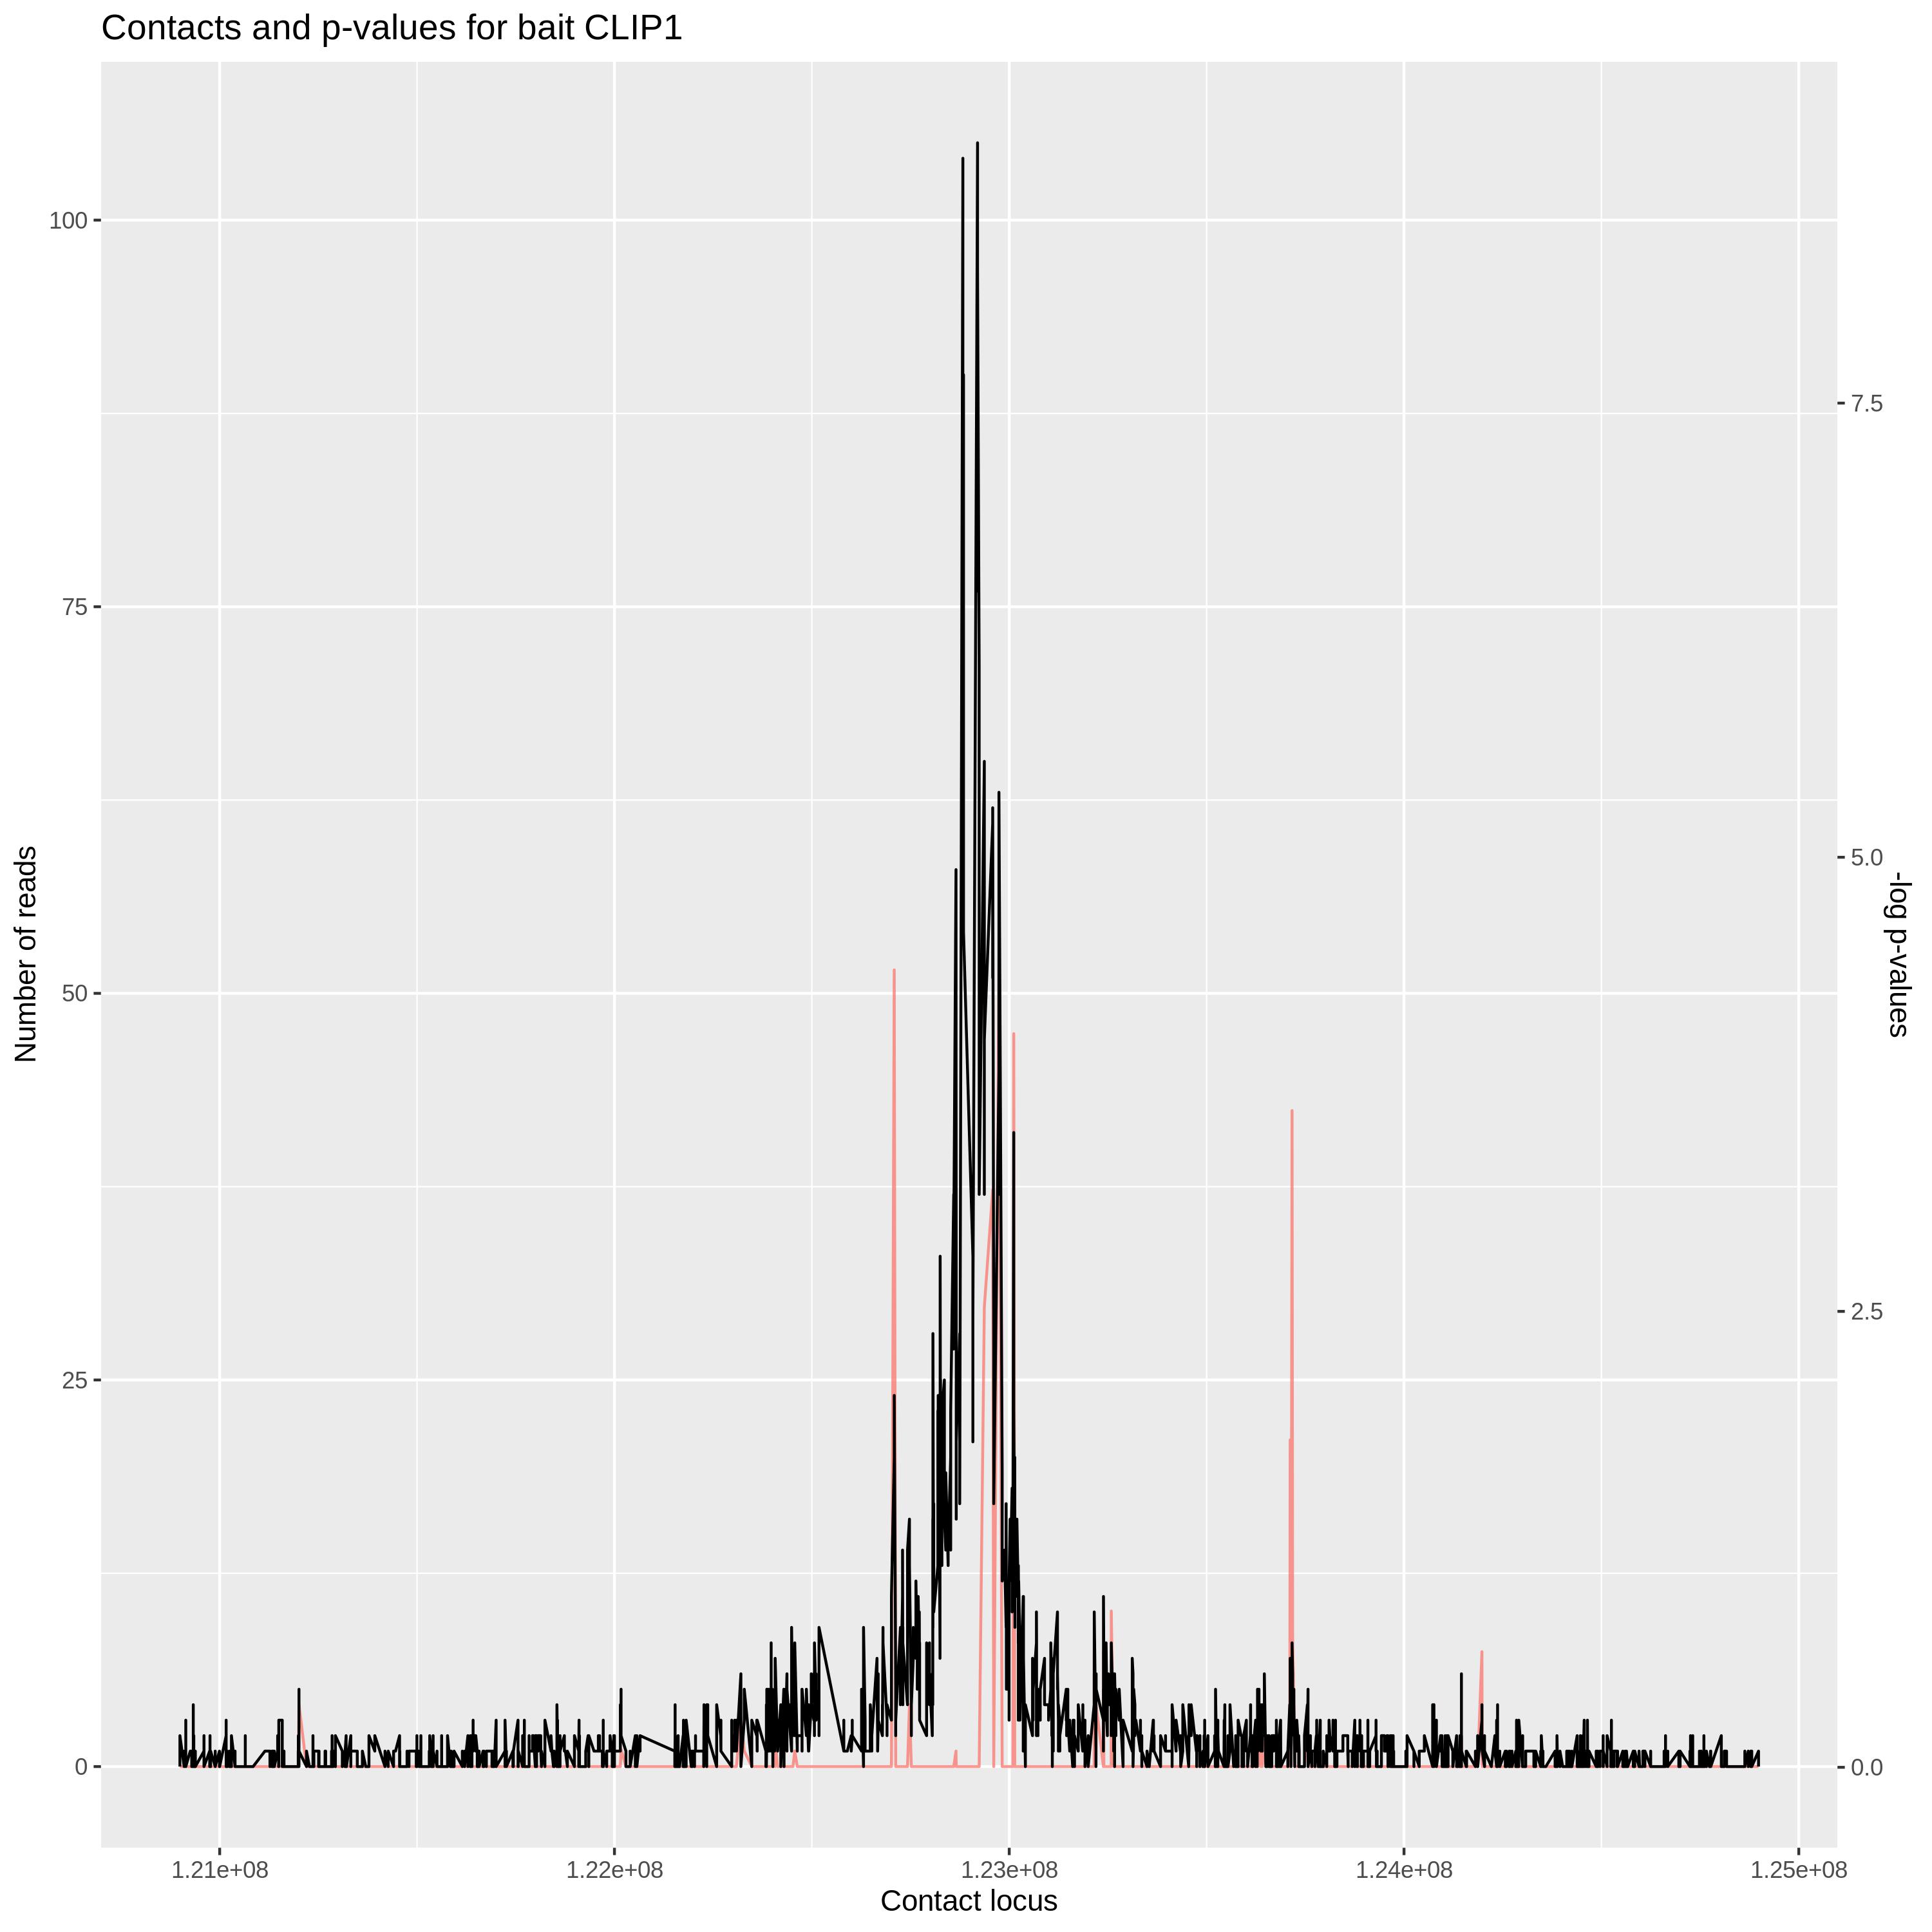 Contacts and p-values for bait CLIP1
100
75
50
25
0
Number of reads
7.5
5.0
2.5
0.0
-log p-values
1.21e+08
1.22e+08
1.23e+08
1.24e+08
1.25e+08
Contact locus